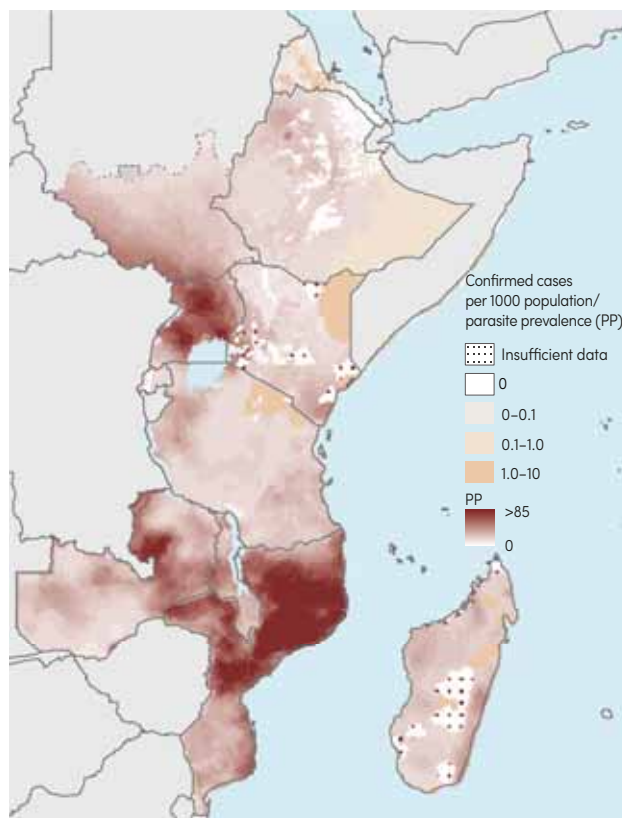 Confirmed cases
per 1000 population/
parasite prevalence (PP)
Insufficient data
0
0–0.1
0.1–1.0
1.0–10
PP
>85
0